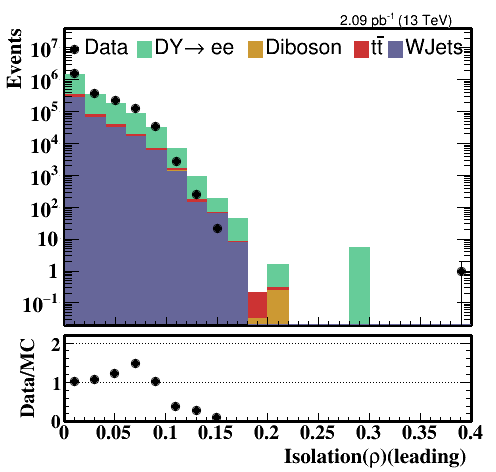 2.09 pb⁻¹ (13 TeV)
Events
Data DY→ ee Diboson tt̄ WJets
10⁷
10⁶
10⁵
10⁴
10³
10²
10
1
10⁻¹
Data/MC
2
1
0
0 0.05 0.1 0.15 0.2 0.25 0.3 0.35 0.4
Isolation(ρ)(leading)